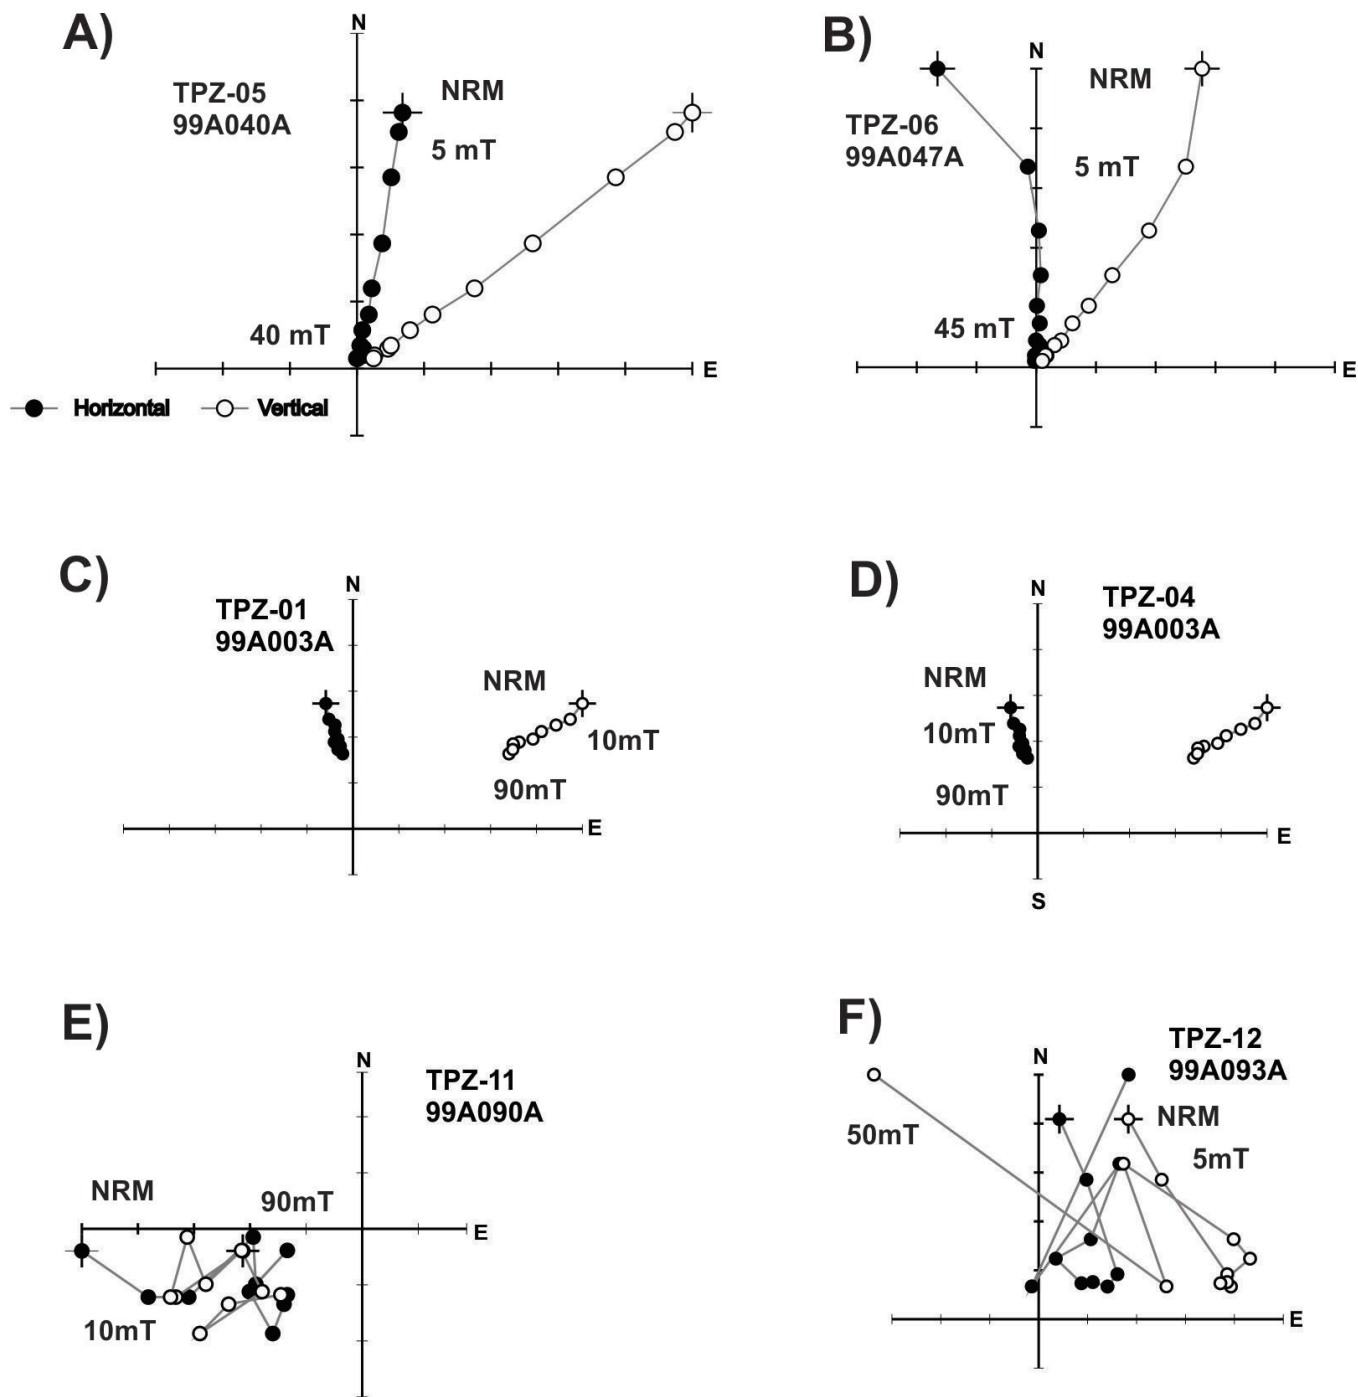 A)
N
TPZ-05
99A040A
NRM
5 mT
40 mT
E
Horizontal
Vertical
B)
N
NRM
TPZ-06
99A047A
5 mT
45 mT
E
C)
N
TPZ-01
99A003A
NRM
10mT
90mT
E
D)
N
TPZ-04
99A003A
NRM
10mT
90mT
E
S
E)
N
TPZ-11
99A090A
NRM
90mT
E
10mT
F)
N
TPZ-12
99A093A
NRM
50mT
5mT
E